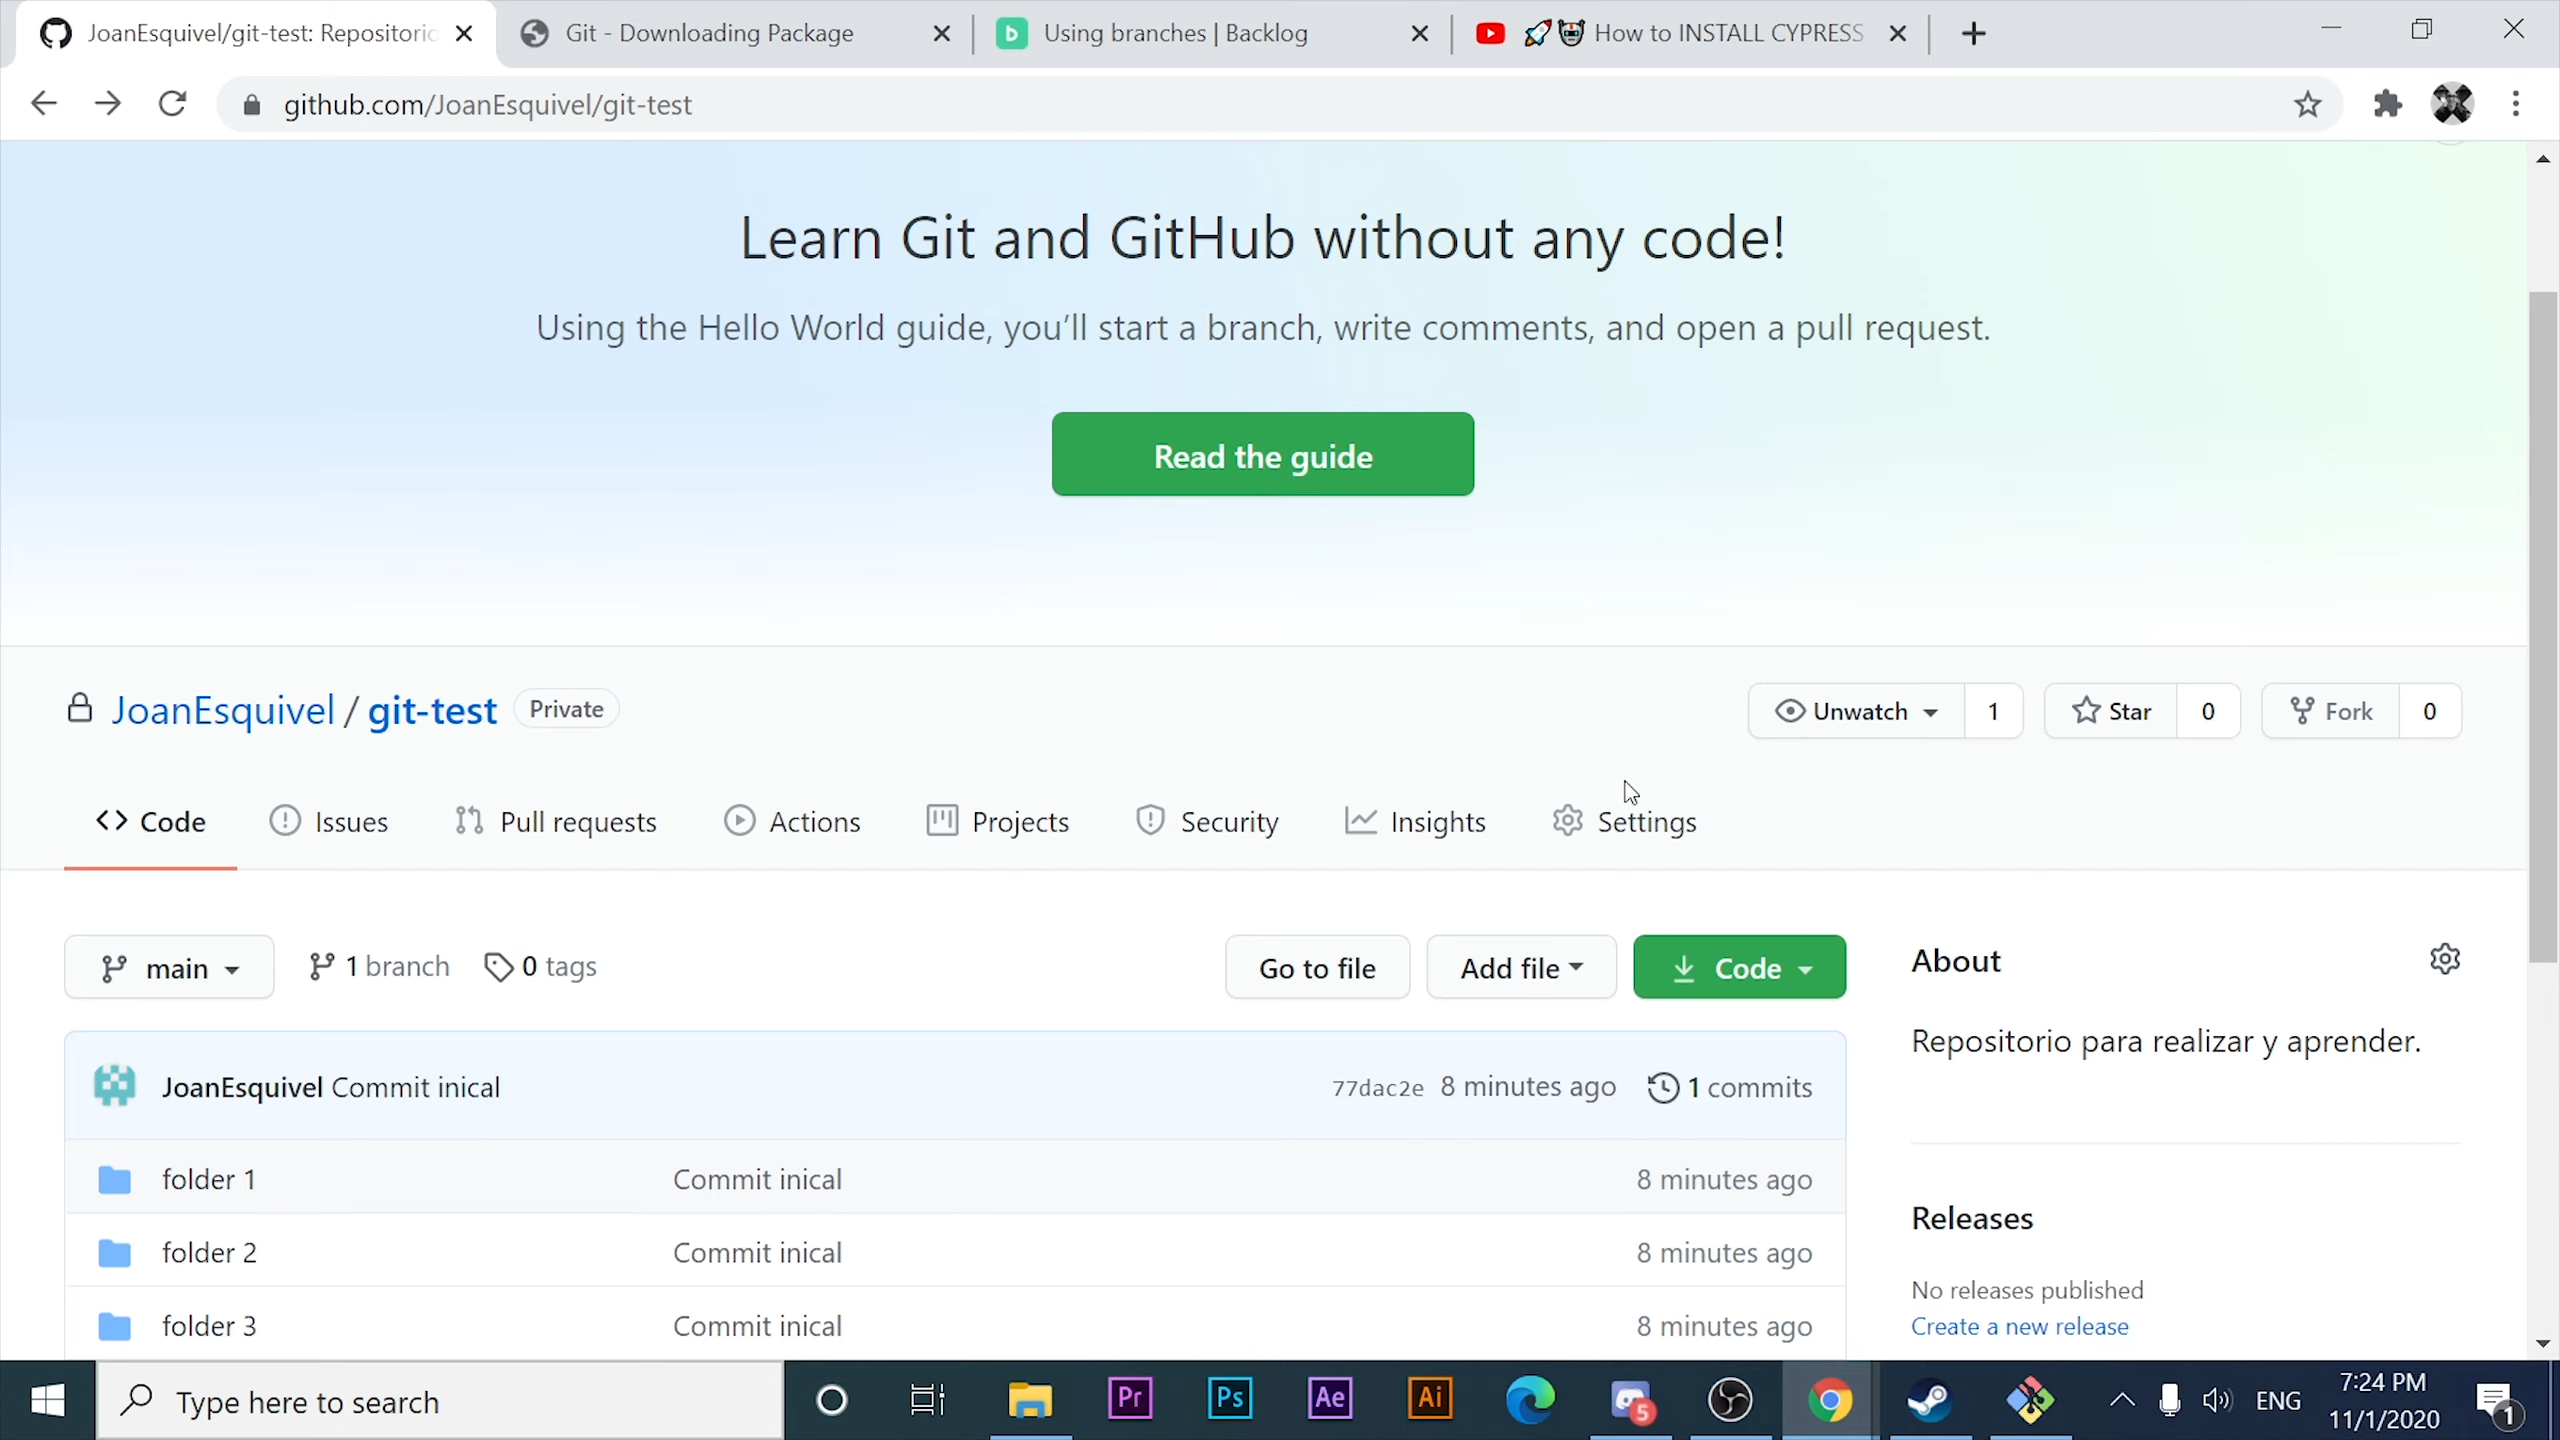 JoanEsquivel/git-test: Repositorio
Git - Downloading Package
b
Using branches | Backlog
How to INSTALL CYPRESS
github.com/JoanEsquivel/git-test
Learn Git and GitHub without any code!
Using the Hello World guide, you’ll start a branch, write comments, and open a pull request.
Read the guide
JoanEsquivel / git-test Private
Unwatch 1 Star 0 Fork 0
Code Issues Pull requests Actions Projects Security Insights Settings
main 1 branch 0 tags Go to file Add file Code
About
Repositorio para realizar y aprender.
JoanEsquivel Commit inical 77dac2e 8 minutes ago 1 commits
folder 1 Commit inical 8 minutes ago
folder 2 Commit inical 8 minutes ago
folder 3 Commit inical 8 minutes ago
Releases
No releases published
Create a new release
Type here to search
Pr
Ps
Ae
Ai
5
ENG
7:24 PM
11/1/2020
1